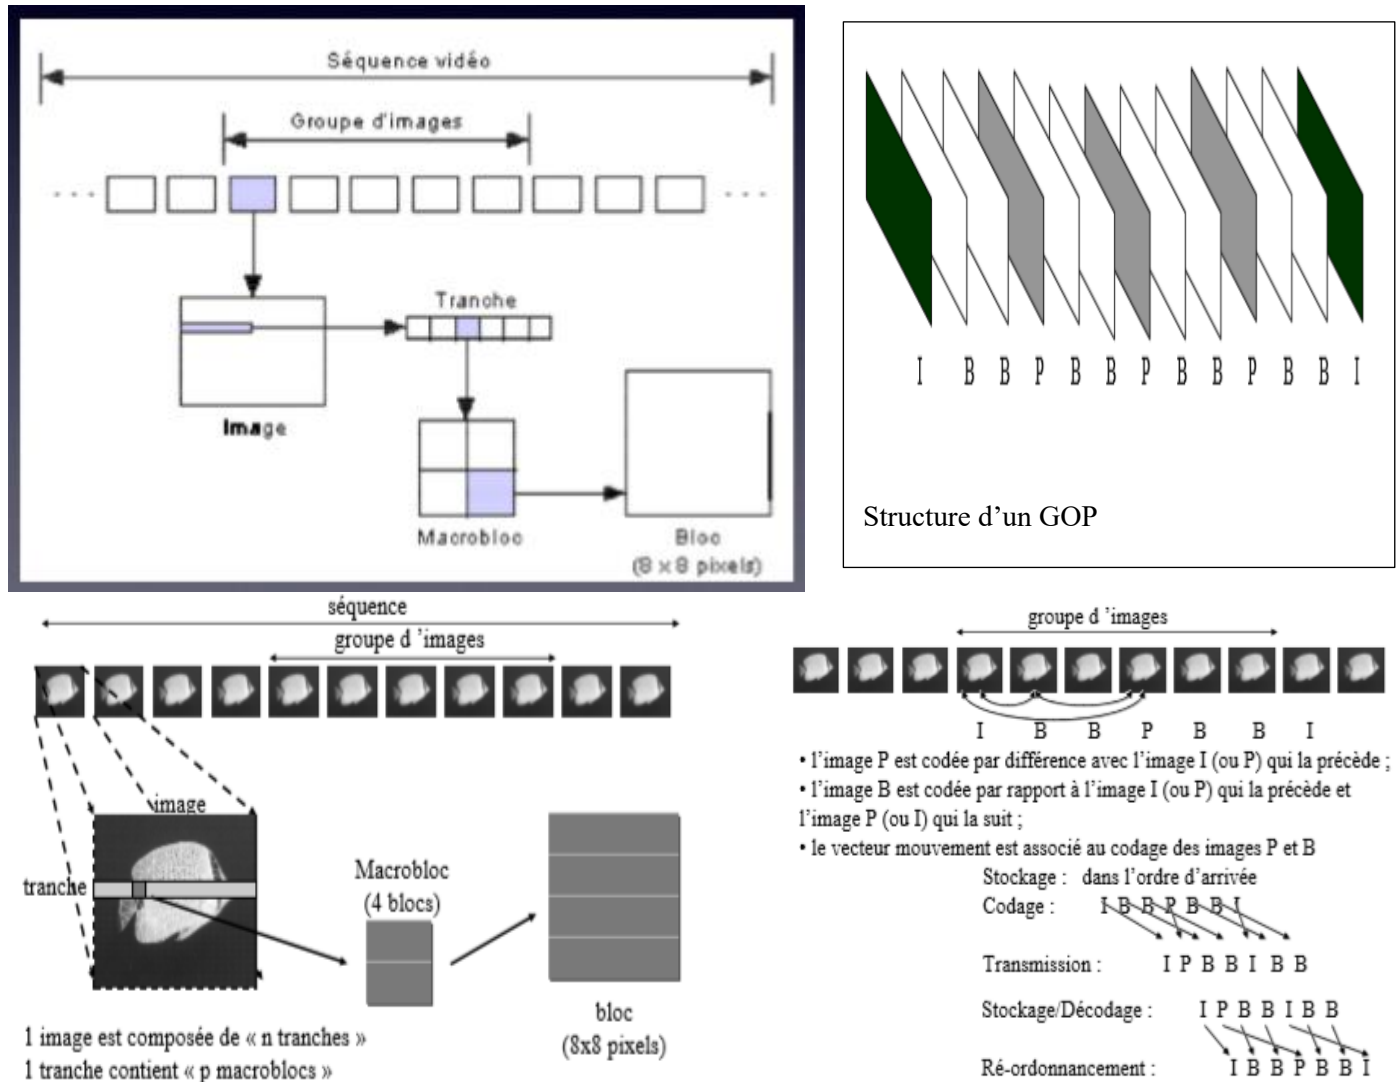 Séquence vidéo
Groupe d'images
. . .
. . .
Tranche
Image
Macrobloc
Bloc
(8 x 8 pixels)
I B B P B B P B B P B B I
Structure d’un GOP
séquence
groupe d ’images
image
tranche
Macrobloc
(4 blocs)
bloc
(8x8 pixels)
1 image est composée de « n tranches »
1 tranche contient « p macroblocs »
groupe d ’images
I B B P B B I
• l’image P est codée par différence avec l’image I (ou P) qui la précède ;
• l’image B est codée par rapport à l’image I (ou P) qui la précède et
l’image P (ou I) qui la suit ;
• le vecteur mouvement est associé au codage des images P et B
Stockage : dans l’ordre d’arrivée
Codage : I B B P B B I
Transmission : I P B B I B B
Stockage/Décodage : I P B B I B B
Ré-ordonnancement : I B B P B B I